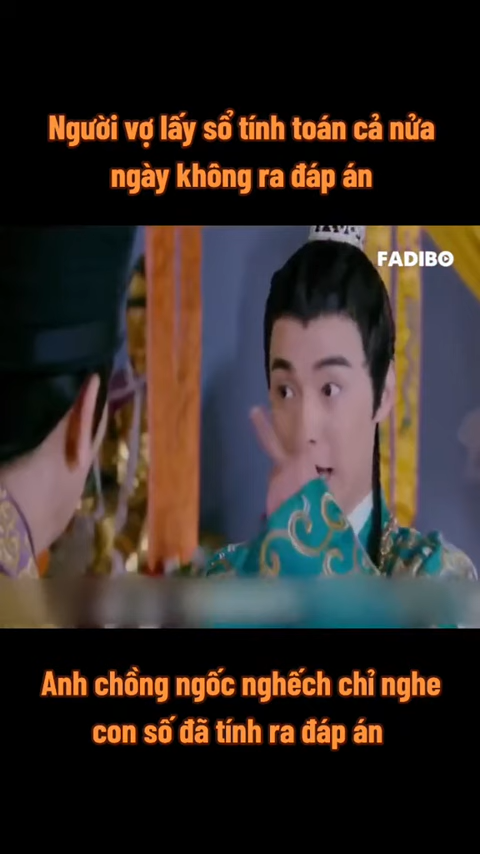 Người vợ lấy sổ tính toán cả nửa
ngày không ra đáp án
FADIBO
Anh chồng ngốc nghếch chỉ nghe
con số đã tính ra đáp án